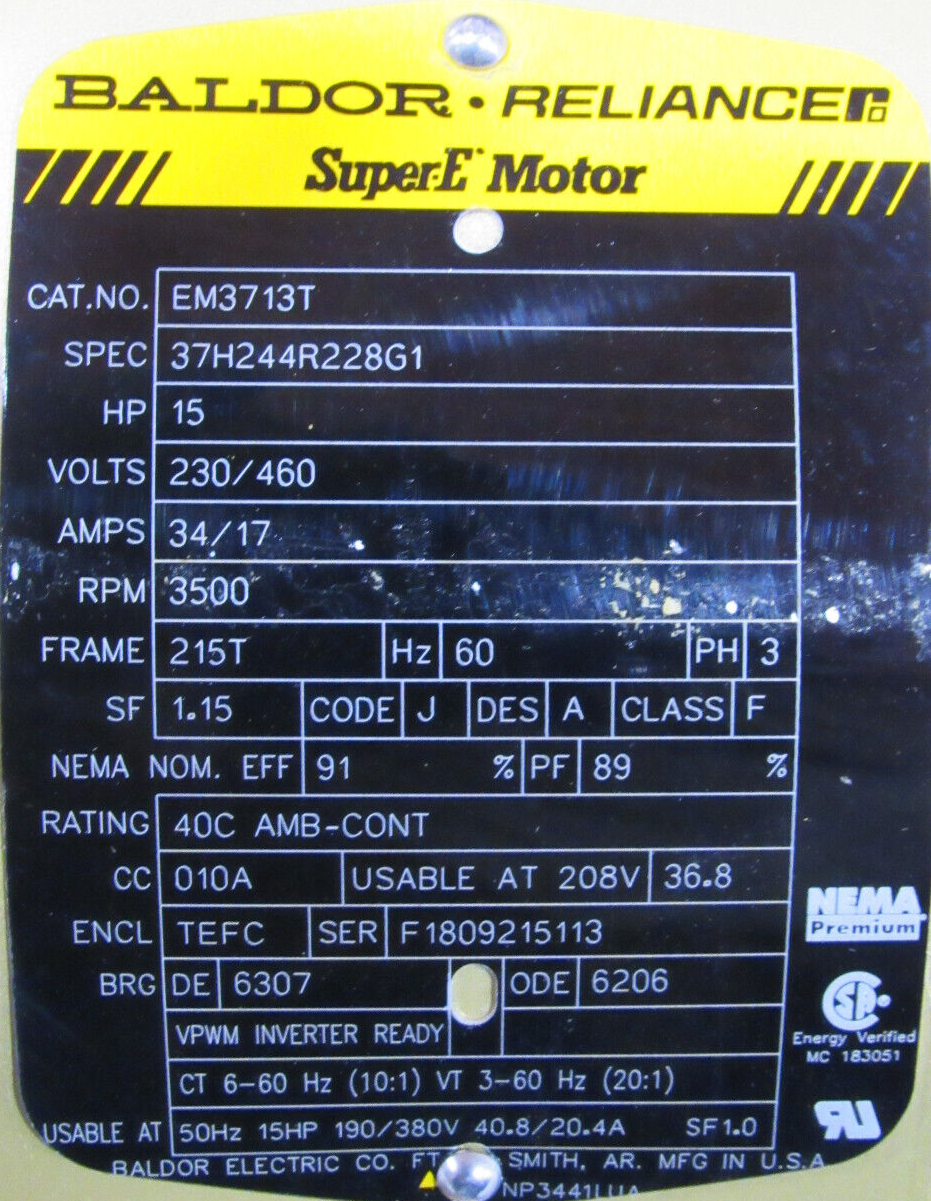 BALDOR · RELIANCE
Super-E Motor
CAT.NO. EM3713T
SPEC 37H244R228G1
HP 15
VOLTS 230/460
AMPS 34/17
RPM 3500
FRAME 215T Hz 60 PH 3
SF 1.15 CODE J DES A CLASS F
NEMA NOM. EFF 91 % PF 89 %
RATING 40C AMB-CONT
CC 010A USABLE AT 208V 36.8
NEMA
Premium
ENCL TEFC SER F1809215113
BRG DE 6307 ODE 6206
VPWM INVERTER READY
Energy Verified
MC 183051
CT 6-60 Hz (10:1) VT 3-60 Hz (20:1)
USABLE AT 50Hz 15HP 190/380V 40.8/20.4A SF1.0
BALDOR ELECTRIC CO. FT SMITH, AR. MFG IN U.S.A
NP3441LUA